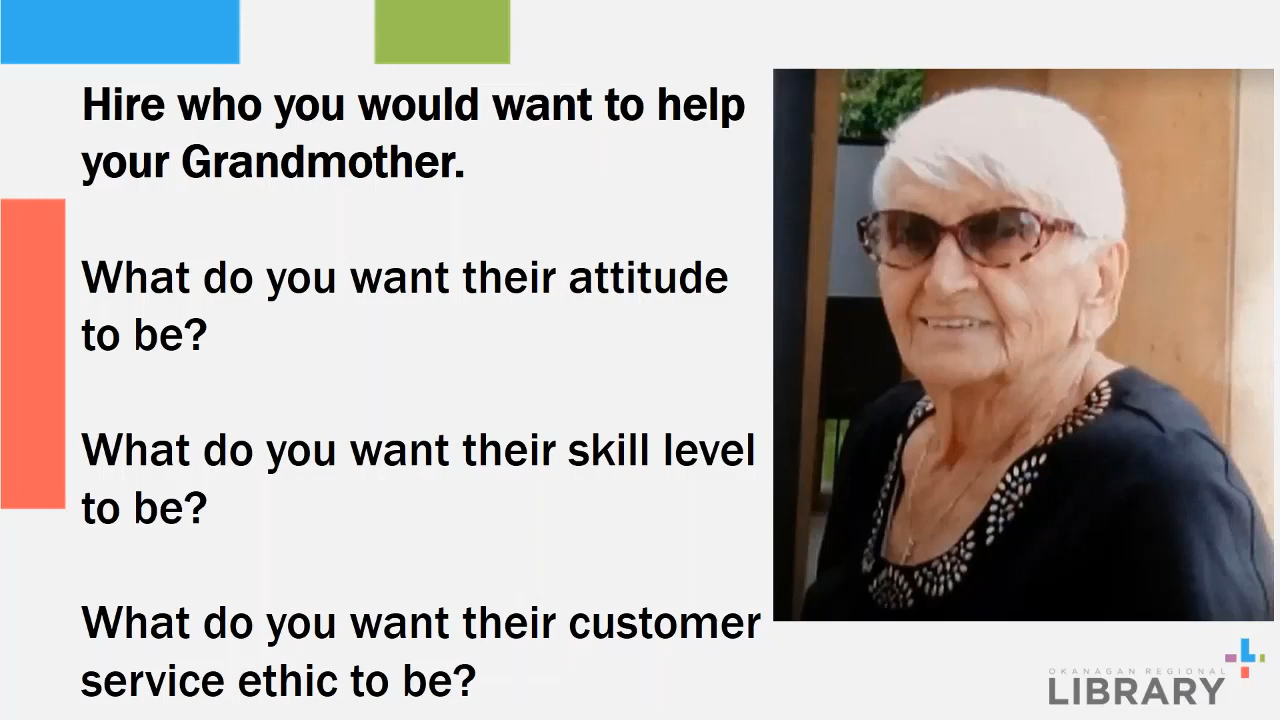 Hire who you would want to help
your Grandmother.
What do you want their attitude
to be?
What do you want their skill level
to be?
What do you want their customer
service ethic to be?
OKANAGAN REGIONAL
LIBRARY